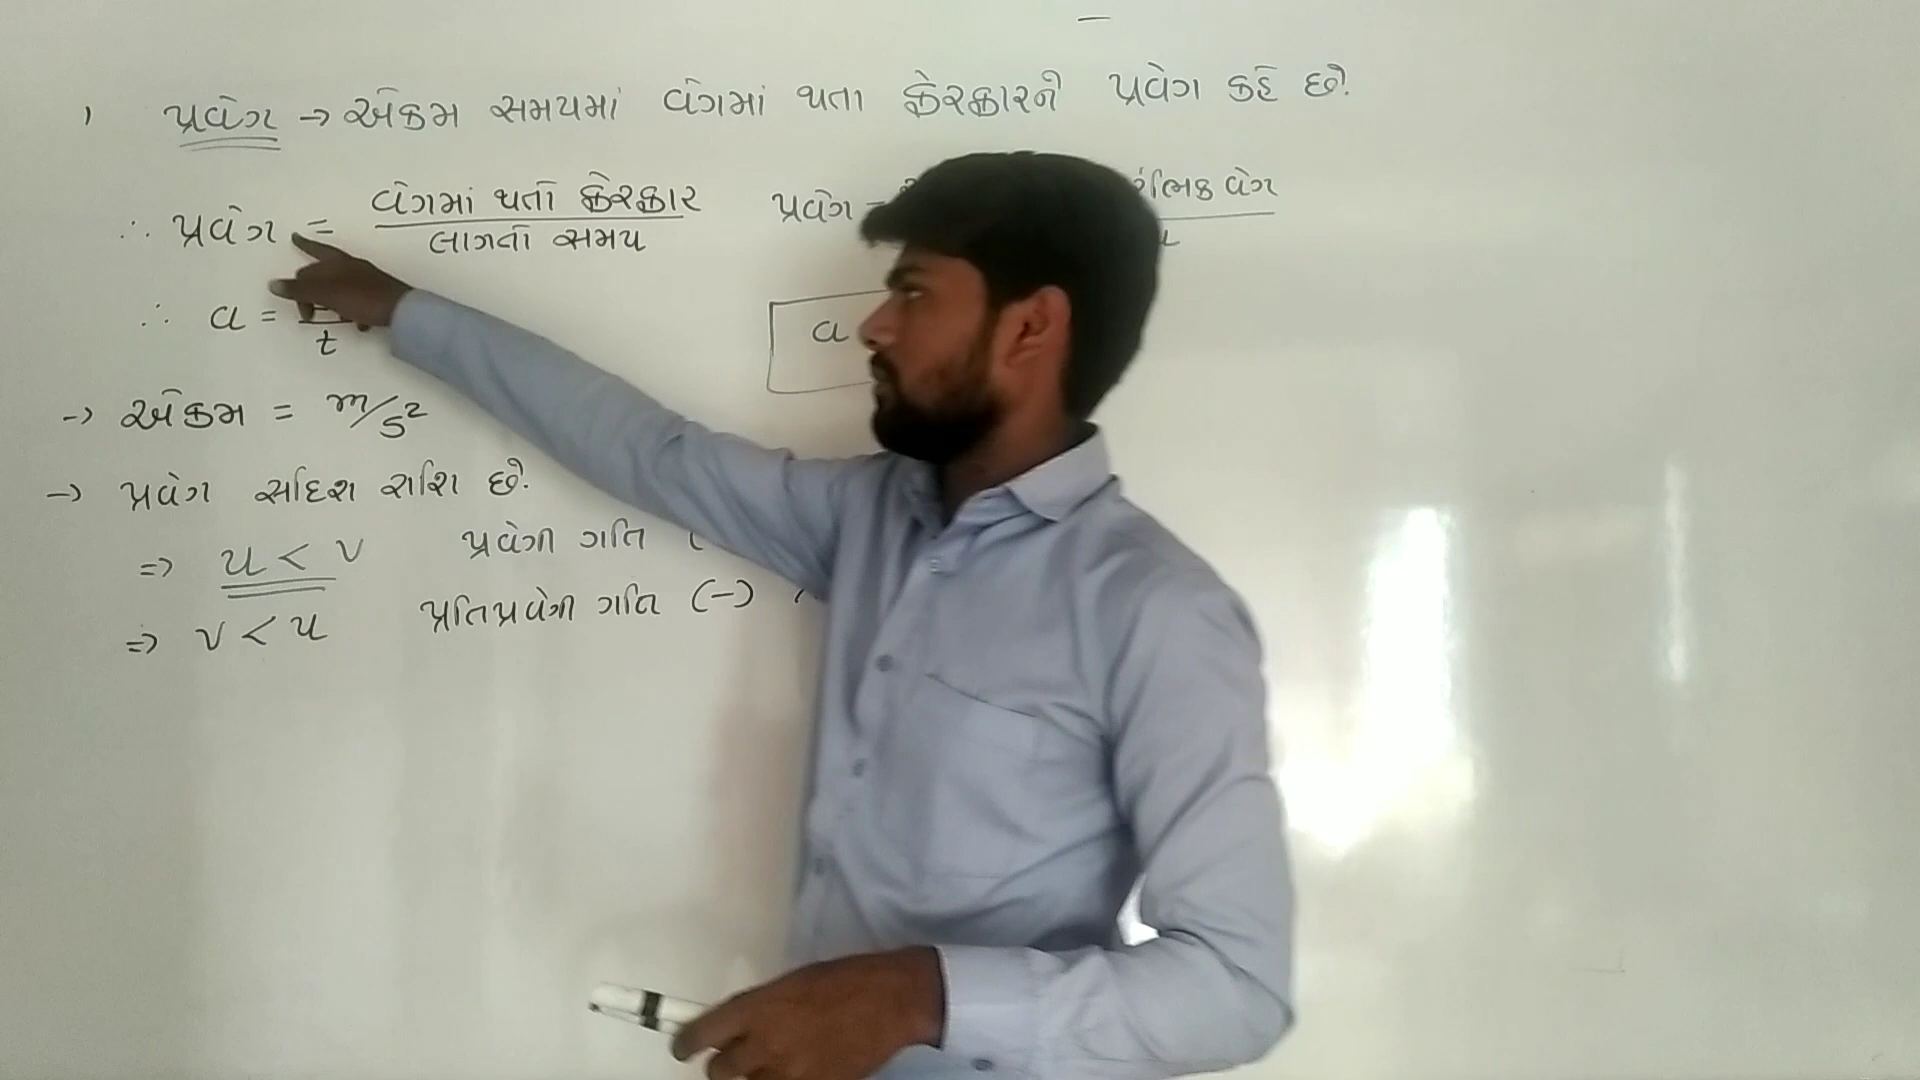 પ્રવેગ → એકમ સમયમાં વેગમાં થતા ફેરફારને પ્રવેગ કહે છે.
∴ પ્રવેગ = વેગમાં થતો ફેરફાર / લાગતો સમય
પ્રવેગ
વેગ
∴ a = / t
a
→ એકમ = m/s²
→ પ્રવેગ સદિશ રાશિ છે.
⇒ u < v પ્રવેગી ગતિ (
⇒ v < u પ્રતિપ્રવેગી ગતિ (-)